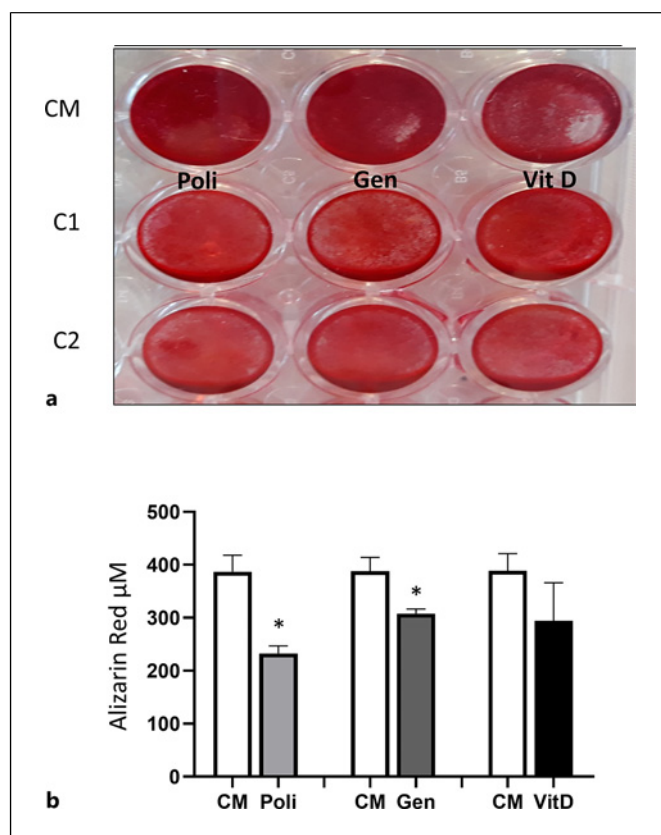 CM
Poli Gen Vit D
C1
C2
a
500
400
300
200
100
0
Alizarin Red µM
* *
CM Poli CM Gen CM VitD
b